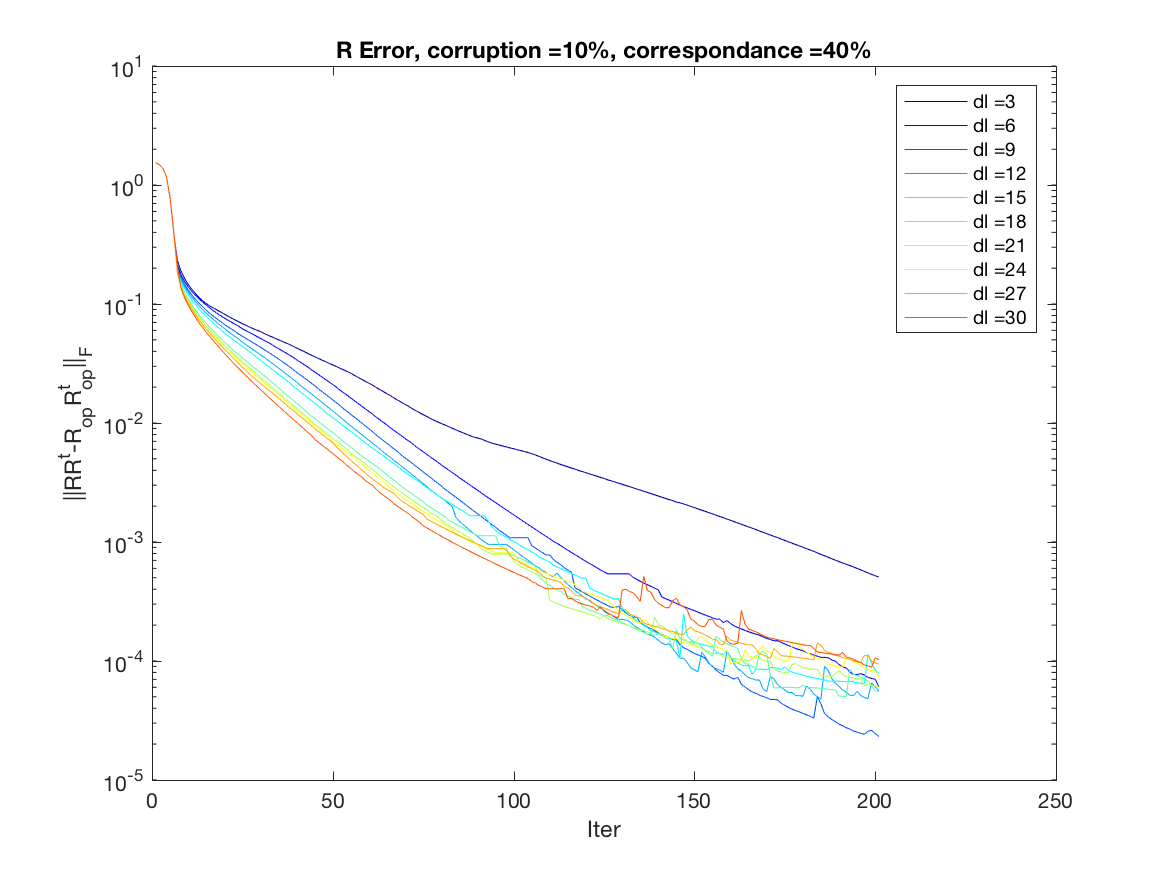 R Error, corruption =10%, correspondance =40%
||RR^t-R_op R_op^t||_F
10^1
10^0
10^-1
10^-2
10^-3
10^-4
10^-5
0 50 100 150 200 250
Iter
dl =3
dl =6
dl =9
dl =12
dl =15
dl =18
dl =21
dl =24
dl =27
dl =30